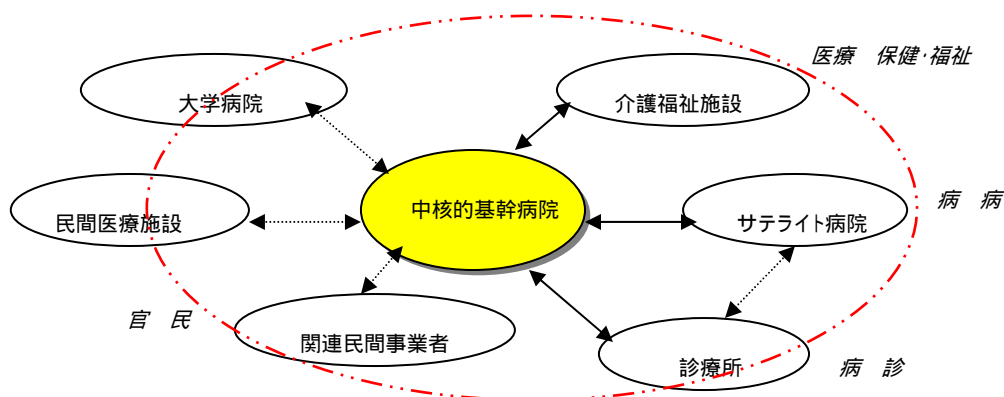 医療　保健･福祉
大学病院
介護福祉施設
中核的基幹病院
病　病
民間医療施設
サテライト病院
官　民
関連民間事業者
診療所
病　診